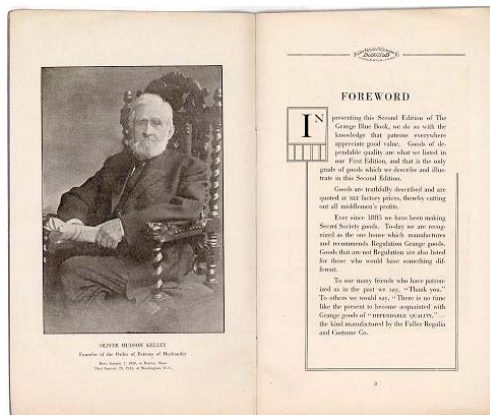 OLIVER HUDSON KELLEY
Founder of the Order of Patrons of Husbandry
FOREWORD
IN presenting this Second Edition of The
Grange Blue Book, we do so with the
knowledge that patrons everywhere
appreciate good value. Goods of de-
pendable quality are what we listed in
our First Edition, and that is the only
grade of goods which we describe and illus-
trate in this Second Edition.
Goods are truthfully described and are
quoted at NET factory prices, thereby cutting
out all middlemen's profits.
Ever since 1885 we have been making
Secret Society goods. To-day we are recog-
nized as the one house which manufactures
and recommends Regulation Grange goods.
Goods that are not Regulation are also listed
for those who would have something dif-
ferent.
To our many friends who have patron-
ized us in the past we say, "Thank you."
To others we would say, "There is no time
like the present to become acquainted with
Grange goods of "DEPENDABLE QUALITY,"—
the kind manufactured by the Fuller Regalia
and Costume Co.
3